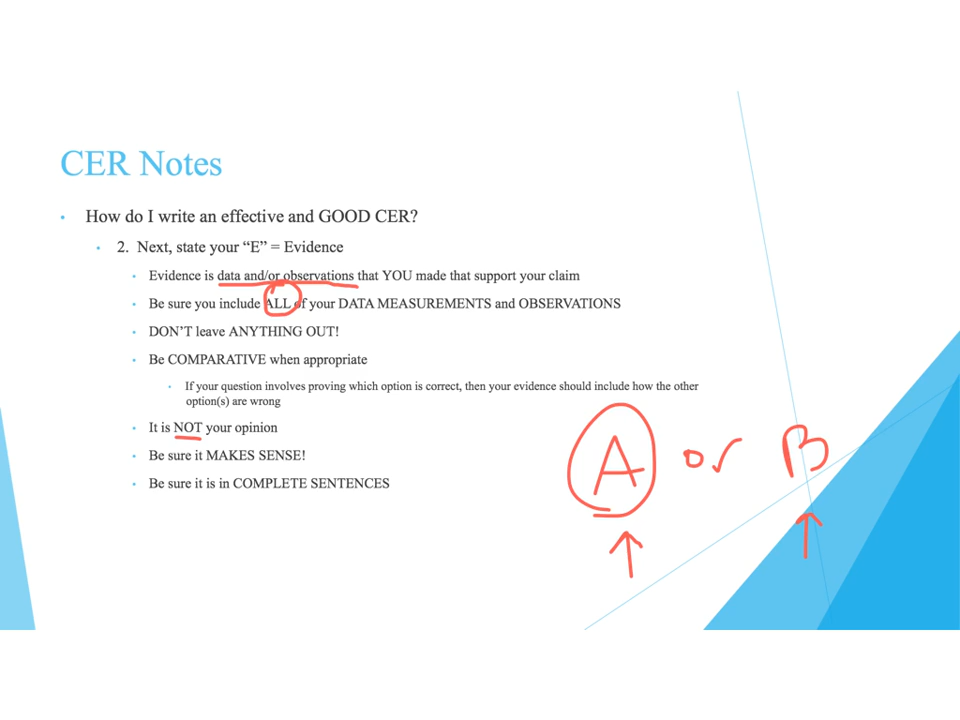 CER Notes
• How do I write an effective and GOOD CER?
• 2. Next, state your “E” = Evidence
• Evidence is data and/or observations that YOU made that support your claim
• Be sure you include ALL of your DATA MEASUREMENTS and OBSERVATIONS
• DON’T leave ANYTHING OUT!
• Be COMPARATIVE when appropriate
• If your question involves proving which option is correct, then your evidence should include how the other
option(s) are wrong
• It is NOT your opinion
• Be sure it MAKES SENSE!
• Be sure it is in COMPLETE SENTENCES
A or B